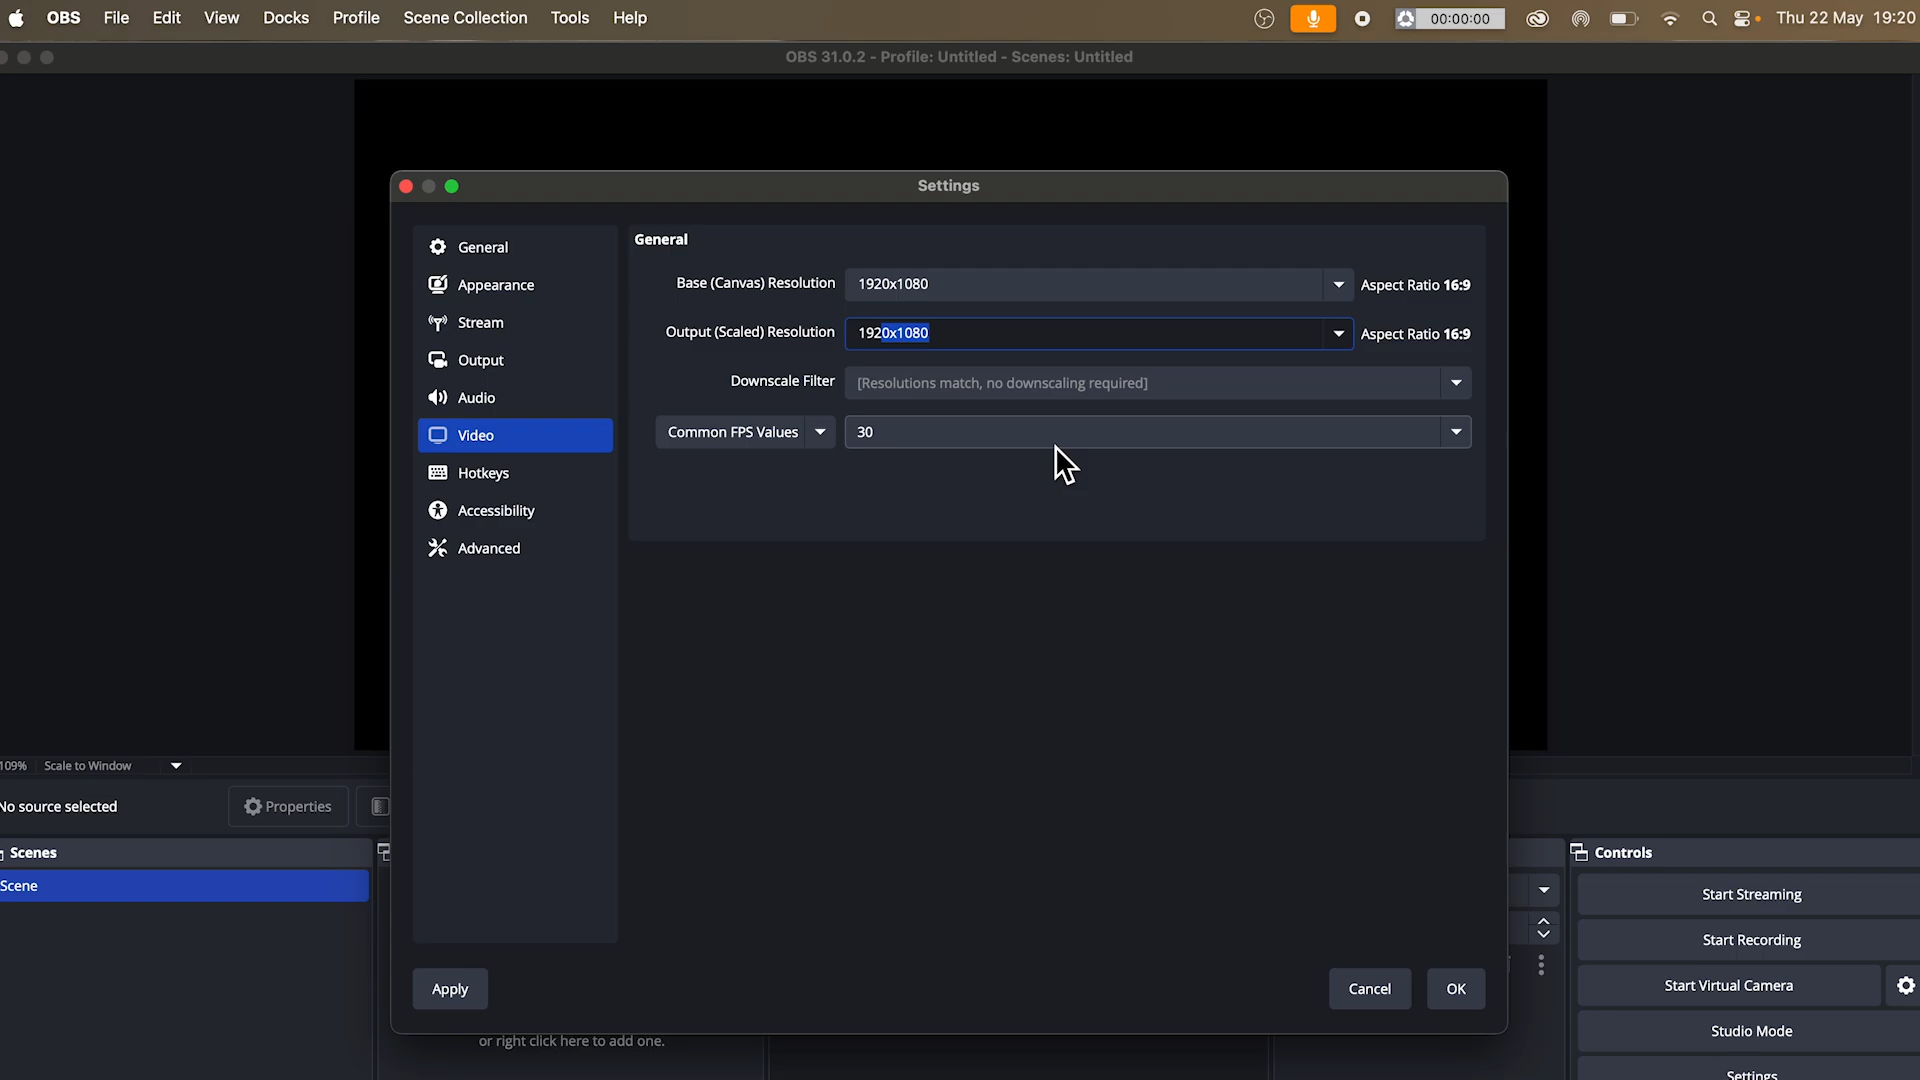 OBS File Edit View Docks Profile Scene Collection Tools Help 00:00:00 Thu 22 May 19:20
OBS 31.0.2 - Profile: Untitled - Scenes: Untitled
Settings
General
Appearance
Stream
Output
Audio
Video
Hotkeys
Accessibility
Advanced
General
Base (Canvas) Resolution 1920x1080 Aspect Ratio 16:9
Output (Scaled) Resolution 1920x1080 Aspect Ratio 16:9
Downscale Filter [Resolutions match, no downscaling required]
Common FPS Values 30
Apply Cancel OK
109% Scale to Window
No source selected Properties
Scenes
Scene
or right click here to add one.
Controls
Start Streaming
Start Recording
Start Virtual Camera
Studio Mode
Settings